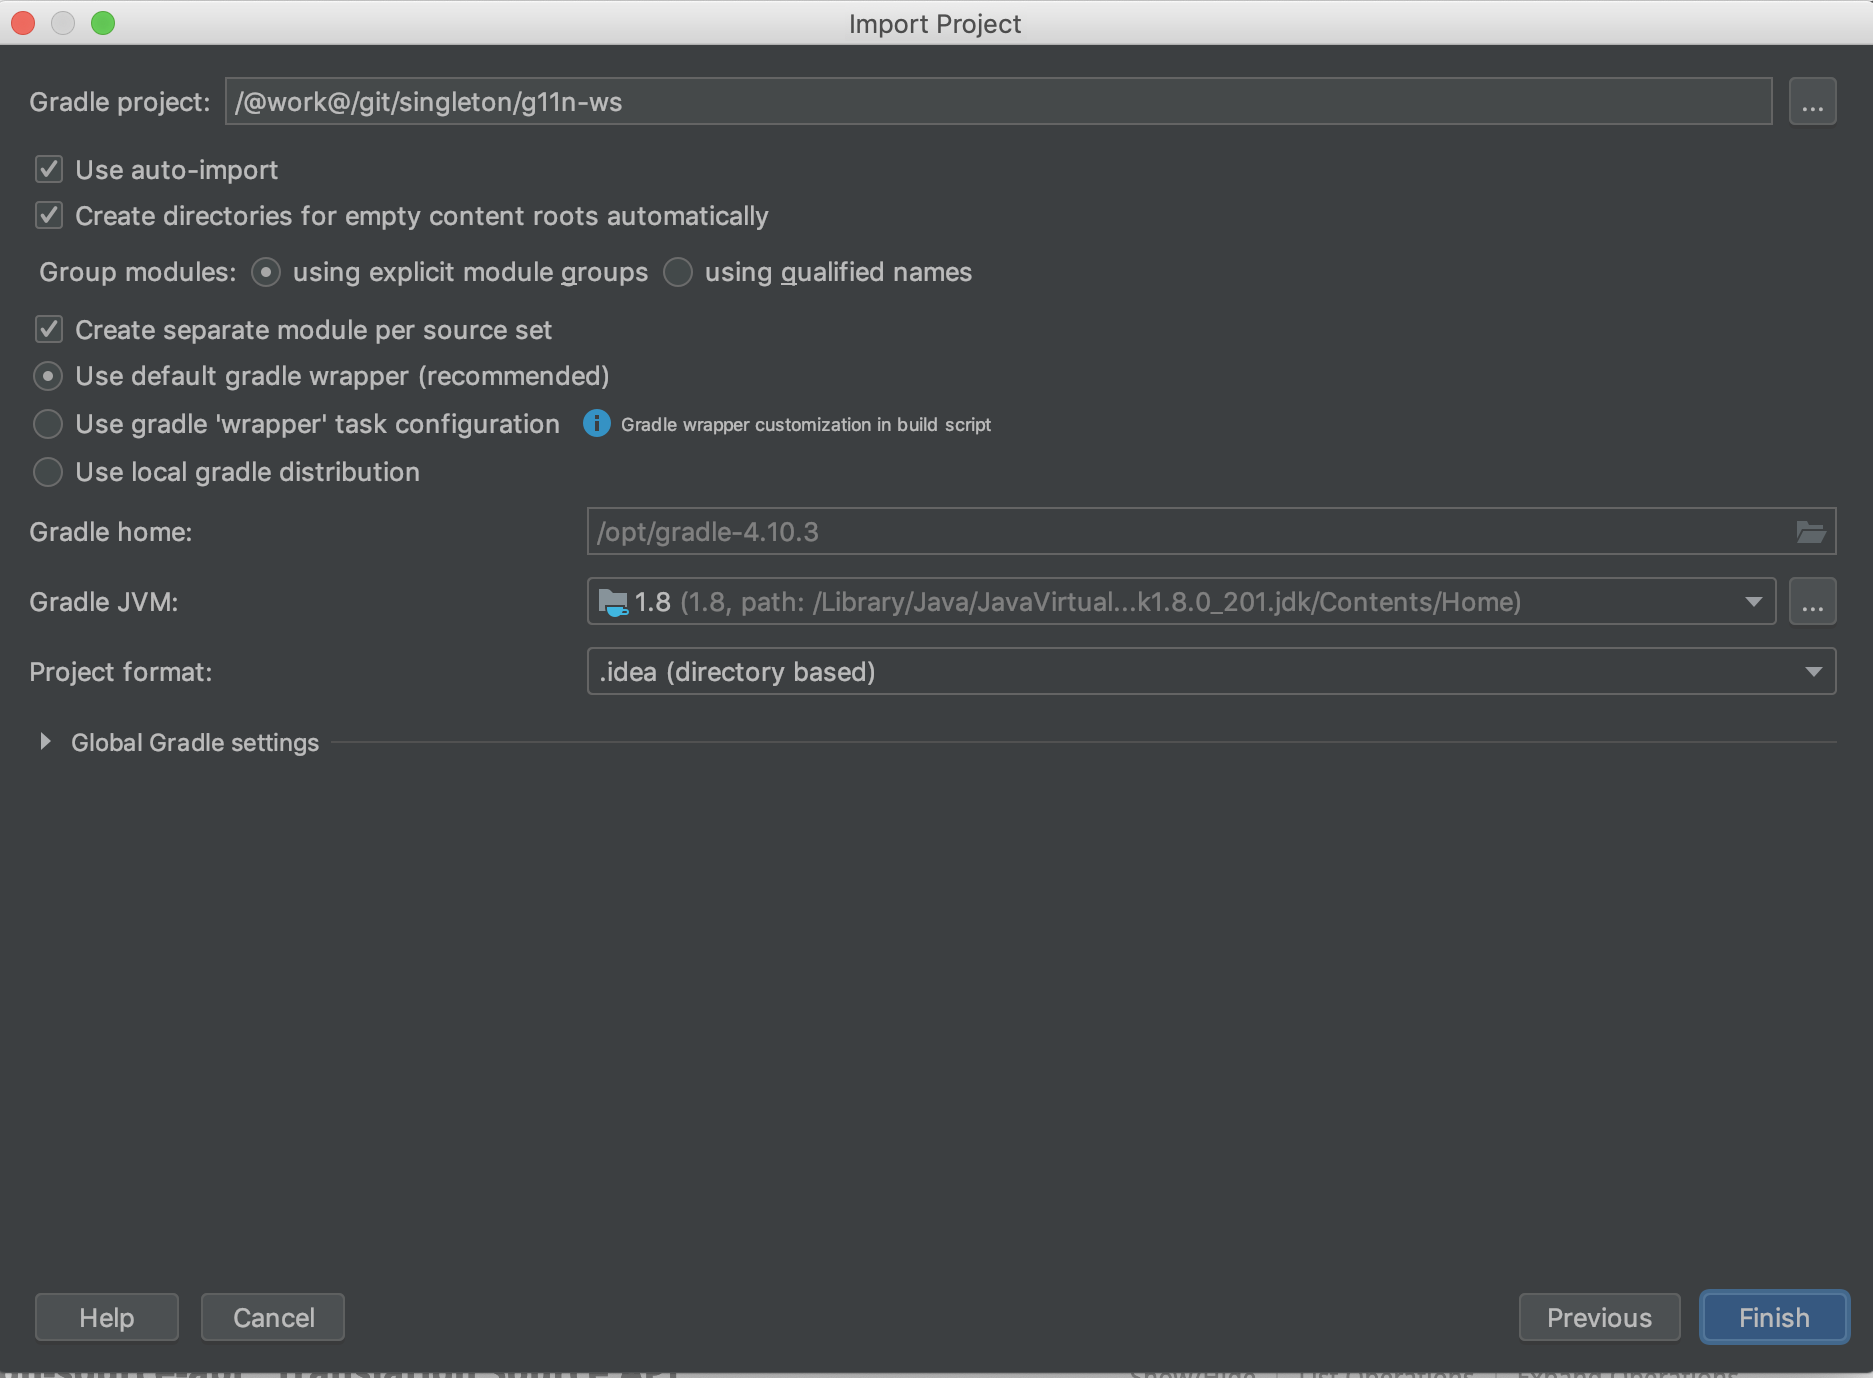 Import Project
Gradle project: /@work@/git/singleton/g11n-ws ...
Use auto-import
Create directories for empty content roots automatically
Group modules: using explicit module groups using qualified names
Create separate module per source set
Use default gradle wrapper (recommended)
Use gradle 'wrapper' task configuration Gradle wrapper customization in build script
Use local gradle distribution
Gradle home: /opt/gradle-4.10.3
Gradle JVM: 1.8 (1.8, path: /Library/Java/JavaVirtual...k1.8.0_201.jdk/Contents/Home) ...
Project format: .idea (directory based)
Global Gradle settings
Help Cancel Previous Finish